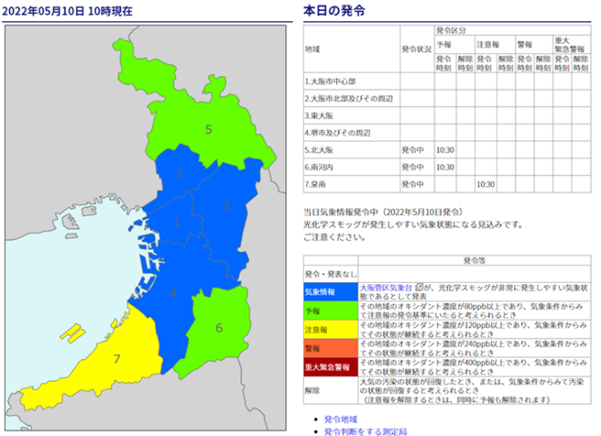 2022年05月10日 10時現在
5
2
3
1
4
6
7
本日の発令
地域
発令状況
発令区分
予報
注意報
警報
重大
緊急警報
発令
時刻
解除
時刻
発令
時刻
解除
時刻
発令
時刻
解除
時刻
発令
時刻
解除
時刻
1.大阪市中心部
2.大阪市北部及びその周辺
3.東大阪
4.堺市及びその周辺
5.北大阪 発令中 10:30
6.南河内 発令中 10:30
7.泉南 発令中 10:30
当日気象情報発令中（2022年5月10日発令）
光化学スモッグが発生しやすい気象状態になる見込みです。
ご注意ください。
発令等
発令・発表なし
気象情報
大阪管区気象台 が、光化学スモッグが非常に発生しやすい気象状
態であるとして発表
予報
その地域のオキシダント濃度が80ppb以上であり、気象条件からみ
て注意報の発令基準にいたると考えられるとき
注意報
その地域のオキシダント濃度が120ppb以上であり、気象条件からみ
てその状態が継続すると考えられるとき
警報
その地域のオキシダント濃度が240ppb以上であり、気象条件からみ
てその状態が継続すると考えられるとき
重大緊急警報
その地域のオキシダント濃度が400ppb以上であり、気象条件からみ
てその状態が継続すると考えられるとき
解除
大気の汚染の状態が回復したとき、または、気象条件からみて汚染
の状態が回復すると考えられるとき
（注意報を解除するときは、同時に予報も解除されます）
• 発令地域
• 発令判断をする測定局